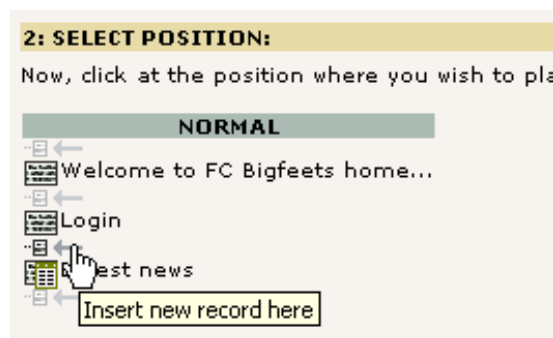 2: SELECT POSITION:
Now, click at the position where you wish to pla
NORMAL
Welcome to FC Bigfeets home...
Login
est news
Insert new record here